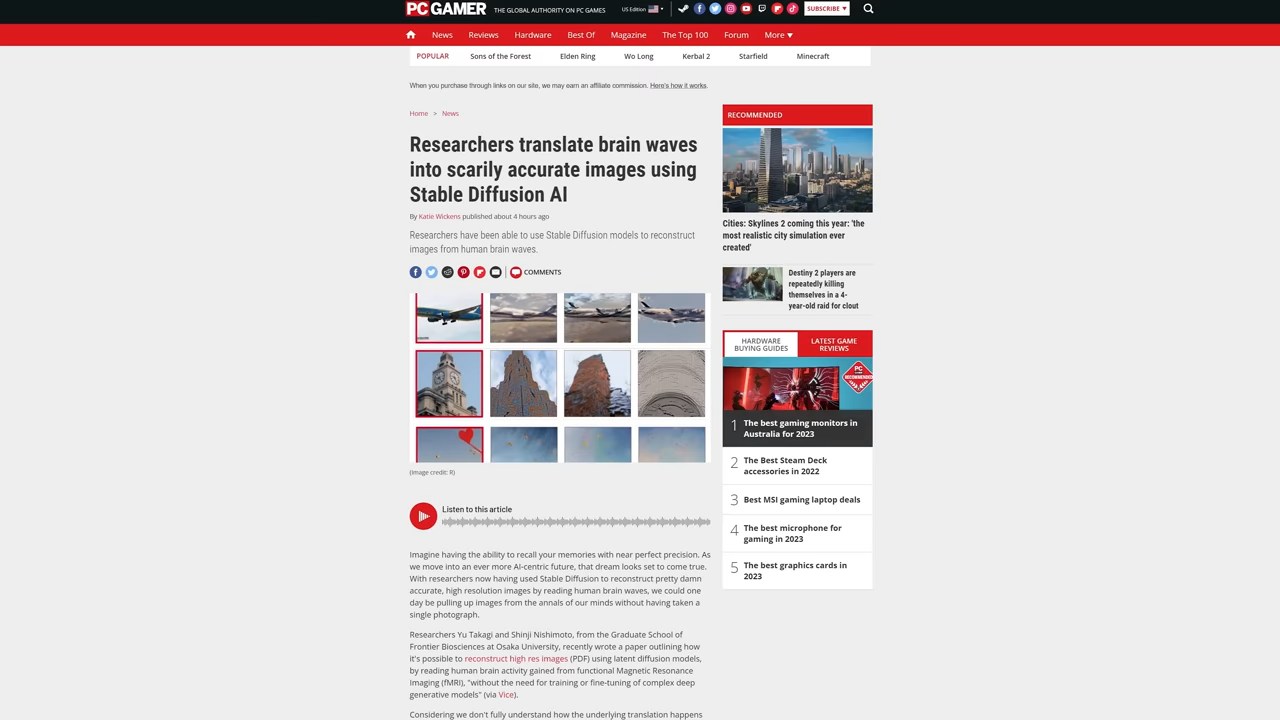 PC GAMER THE GLOBAL AUTHORITY ON PC GAMES
US Edition
SUBSCRIBE
News Reviews Hardware Best Of Magazine The Top 100 Forum More
POPULAR Sons of the Forest Elden Ring Wo Long Kerbal 2 Starfield Minecraft
When you purchase through links on our site, we may earn an affiliate commission. Here's how it works.
Home > News
Researchers translate brain waves
into scarily accurate images using
Stable Diffusion AI
By Katie Wickens published about 4 hours ago
Researchers have been able to use Stable Diffusion models to reconstruct
images from human brain waves.
COMMENTS
(Image credit: R)
Listen to this article
Imagine having the ability to recall your memories with near perfect precision. As
we move into an ever more AI-centric future, that dream looks set to come true.
With researchers now having used Stable Diffusion to reconstruct pretty damn
accurate, high resolution images by reading human brain waves, we could one
day be pulling up images from the annals of our minds without having taken a
single photograph.
Researchers Yu Takagi and Shinji Nishimoto, from the Graduate School of
Frontier Biosciences at Osaka University, recently wrote a paper outlining how
it's possible to reconstruct high res images (PDF) using latent diffusion models,
by reading human brain activity gained from functional Magnetic Resonance
Imaging (fMRI), "without the need for training or fine-tuning of complex deep
generative models" (via Vice).
Considering we don't fully understand how the underlying translation happens
RECOMMENDED
Cities: Skylines 2 coming this year: 'the
most realistic city simulation ever
created'
Destiny 2 players are
repeatedly killing
themselves in a 4-
year-old raid for clout
HARDWARE
BUYING GUIDES
LATEST GAME
REVIEWS
PC
GAMER
RECOMMENDED
1 The best gaming monitors in
Australia for 2023
2 The Best Steam Deck
accessories in 2022
3 Best MSI gaming laptop deals
4 The best microphone for
gaming in 2023
5 The best graphics cards in
2023